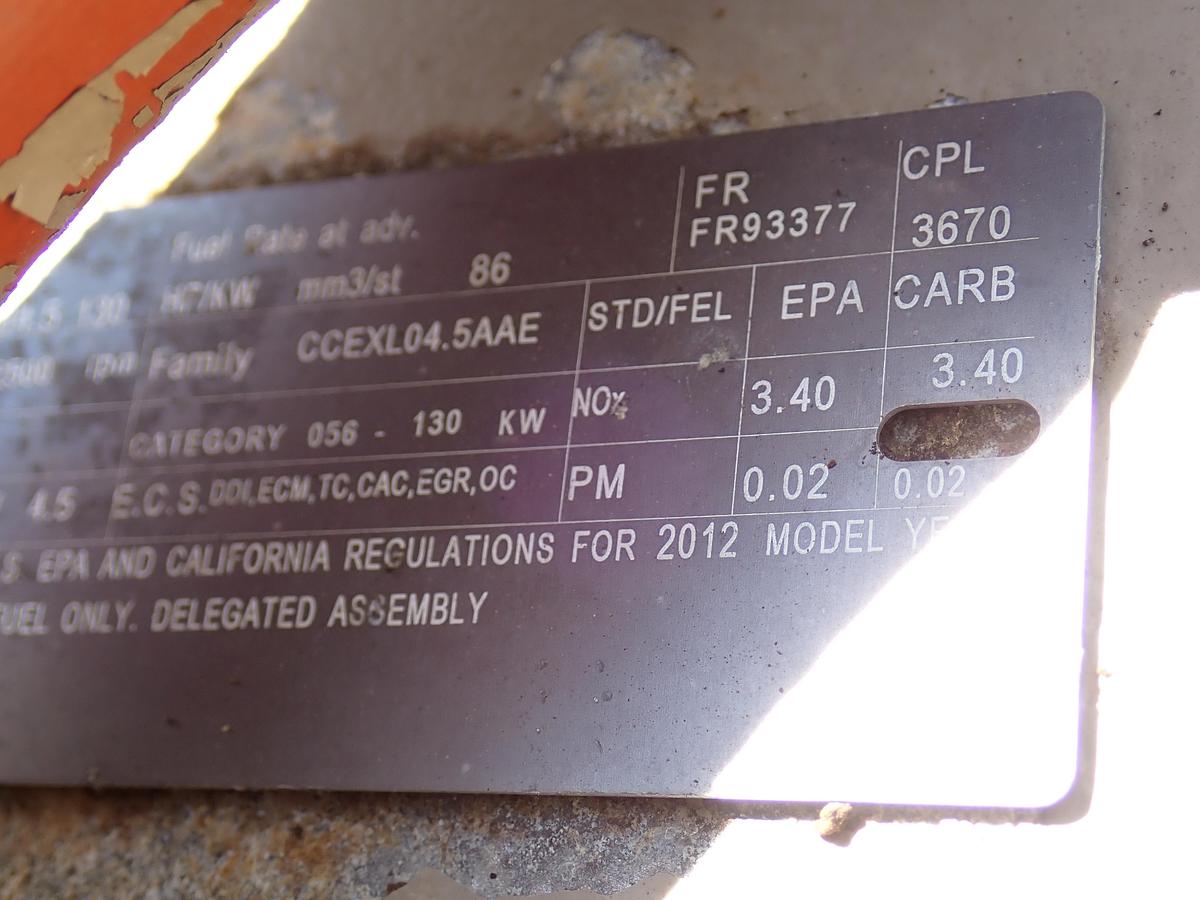 FR CPL
Fuel Rate at adv. FR93377 3670
130 HP/KW mm3/st 86
rpm Family CCEXL04.5AAE STD/FEL EPA CARB
CATEGORY 056 - 130 KW NOx 3.40 3.40
4.5 E.C.S. DDI,ECM,TC,CAC,EGR,OC PM 0.02 0.02
EPA AND CALIFORNIA REGULATIONS FOR 2012 MODEL
ONLY. DELEGATED ASSEMBLY